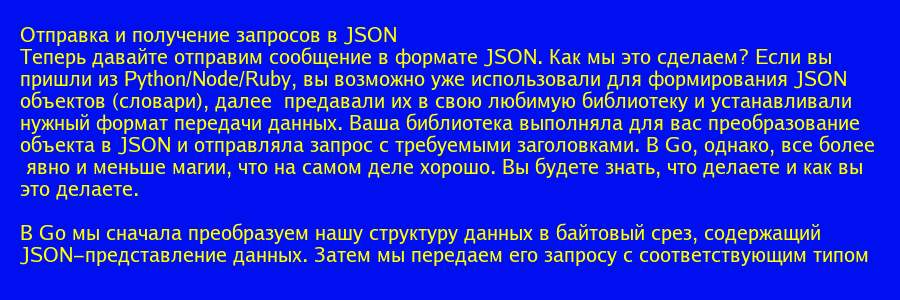 Отправка и получение запросов в JSON
Теперь давайте отправим сообщение в формате JSON. Как мы это сделаем? Если вы
пришли из Python/Node/Ruby, вы возможно уже использовали для формирования JSON
объектов (словари), далее  предавали их в свою любимую библиотеку и устанавливали
нужный формат передачи данных. Ваша библиотека выполняла для вас преобразование
объекта в JSON и отправляла запрос с требуемыми заголовками. В Go, однако, все более
явно и меньше магии, что на самом деле хорошо. Вы будете знать, что делаете и как вы
это делаете.
В Go мы сначала преобразуем нашу структуру данных в байтовый срез, содержащий
JSON–представление данных. Затем мы передаем его запросу с соответствующим типом